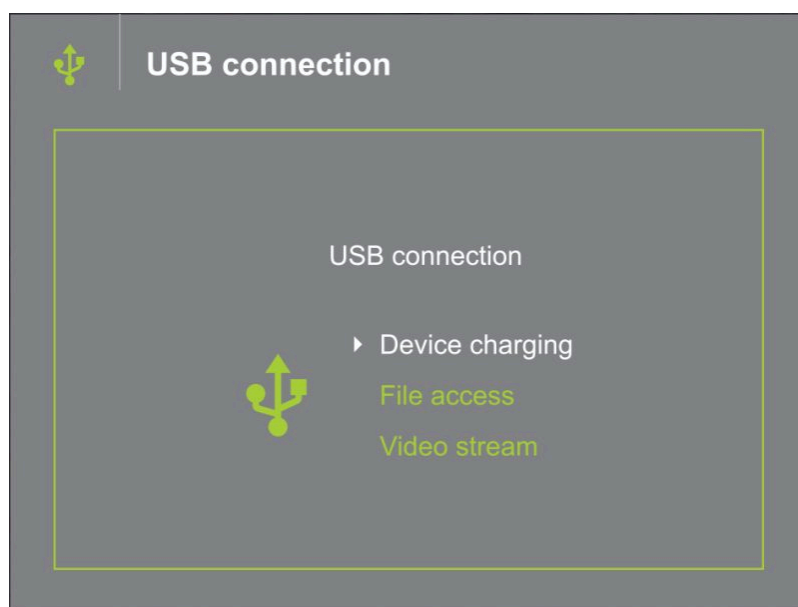 USB connection
USB connection
Device charging
File access
Video stream